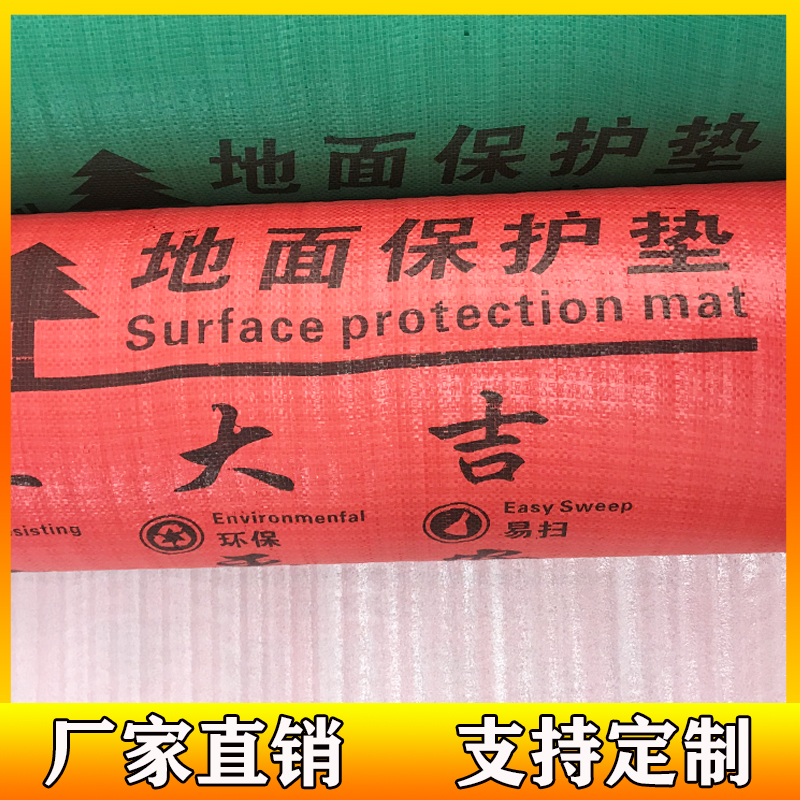 地面保护垫
地面保护垫
Surface protection mat
大吉
sisting
Environmenfal
环保
Easy Sweep
易扫
厂家直销 支持定制